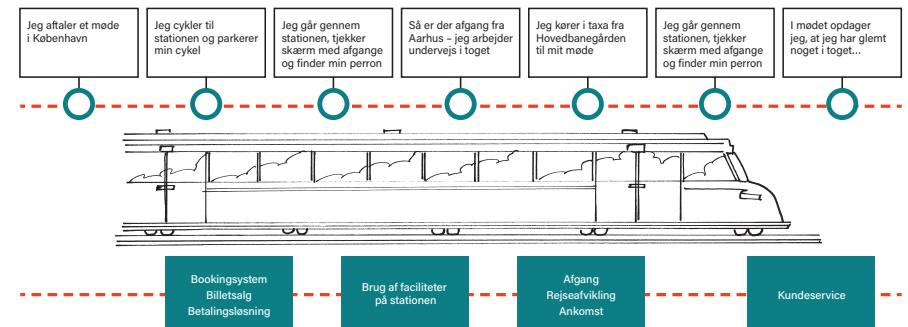 Jeg aftaler et møde
i København
Jeg cykler til
stationen og parkerer
min cykel
Jeg går gennem
stationen, tjekker
skærm med afgange
og finder min perron
Så er der afgang fra
Aarhus – jeg arbejder
undervejs i toget
Jeg kører i taxa fra
Hovedbanegården
til mit møde
Jeg går gennem
stationen, tjekker
skærm med afgange
og finder min perron
I mødet opdager
jeg, at jeg har glemt
noget i toget...
Bookingsystem
Billetsalg
Betalingsløsning
Brug af faciliteter
på stationen
Afgang
Rejseafvikling
Ankomst
Kundeservice